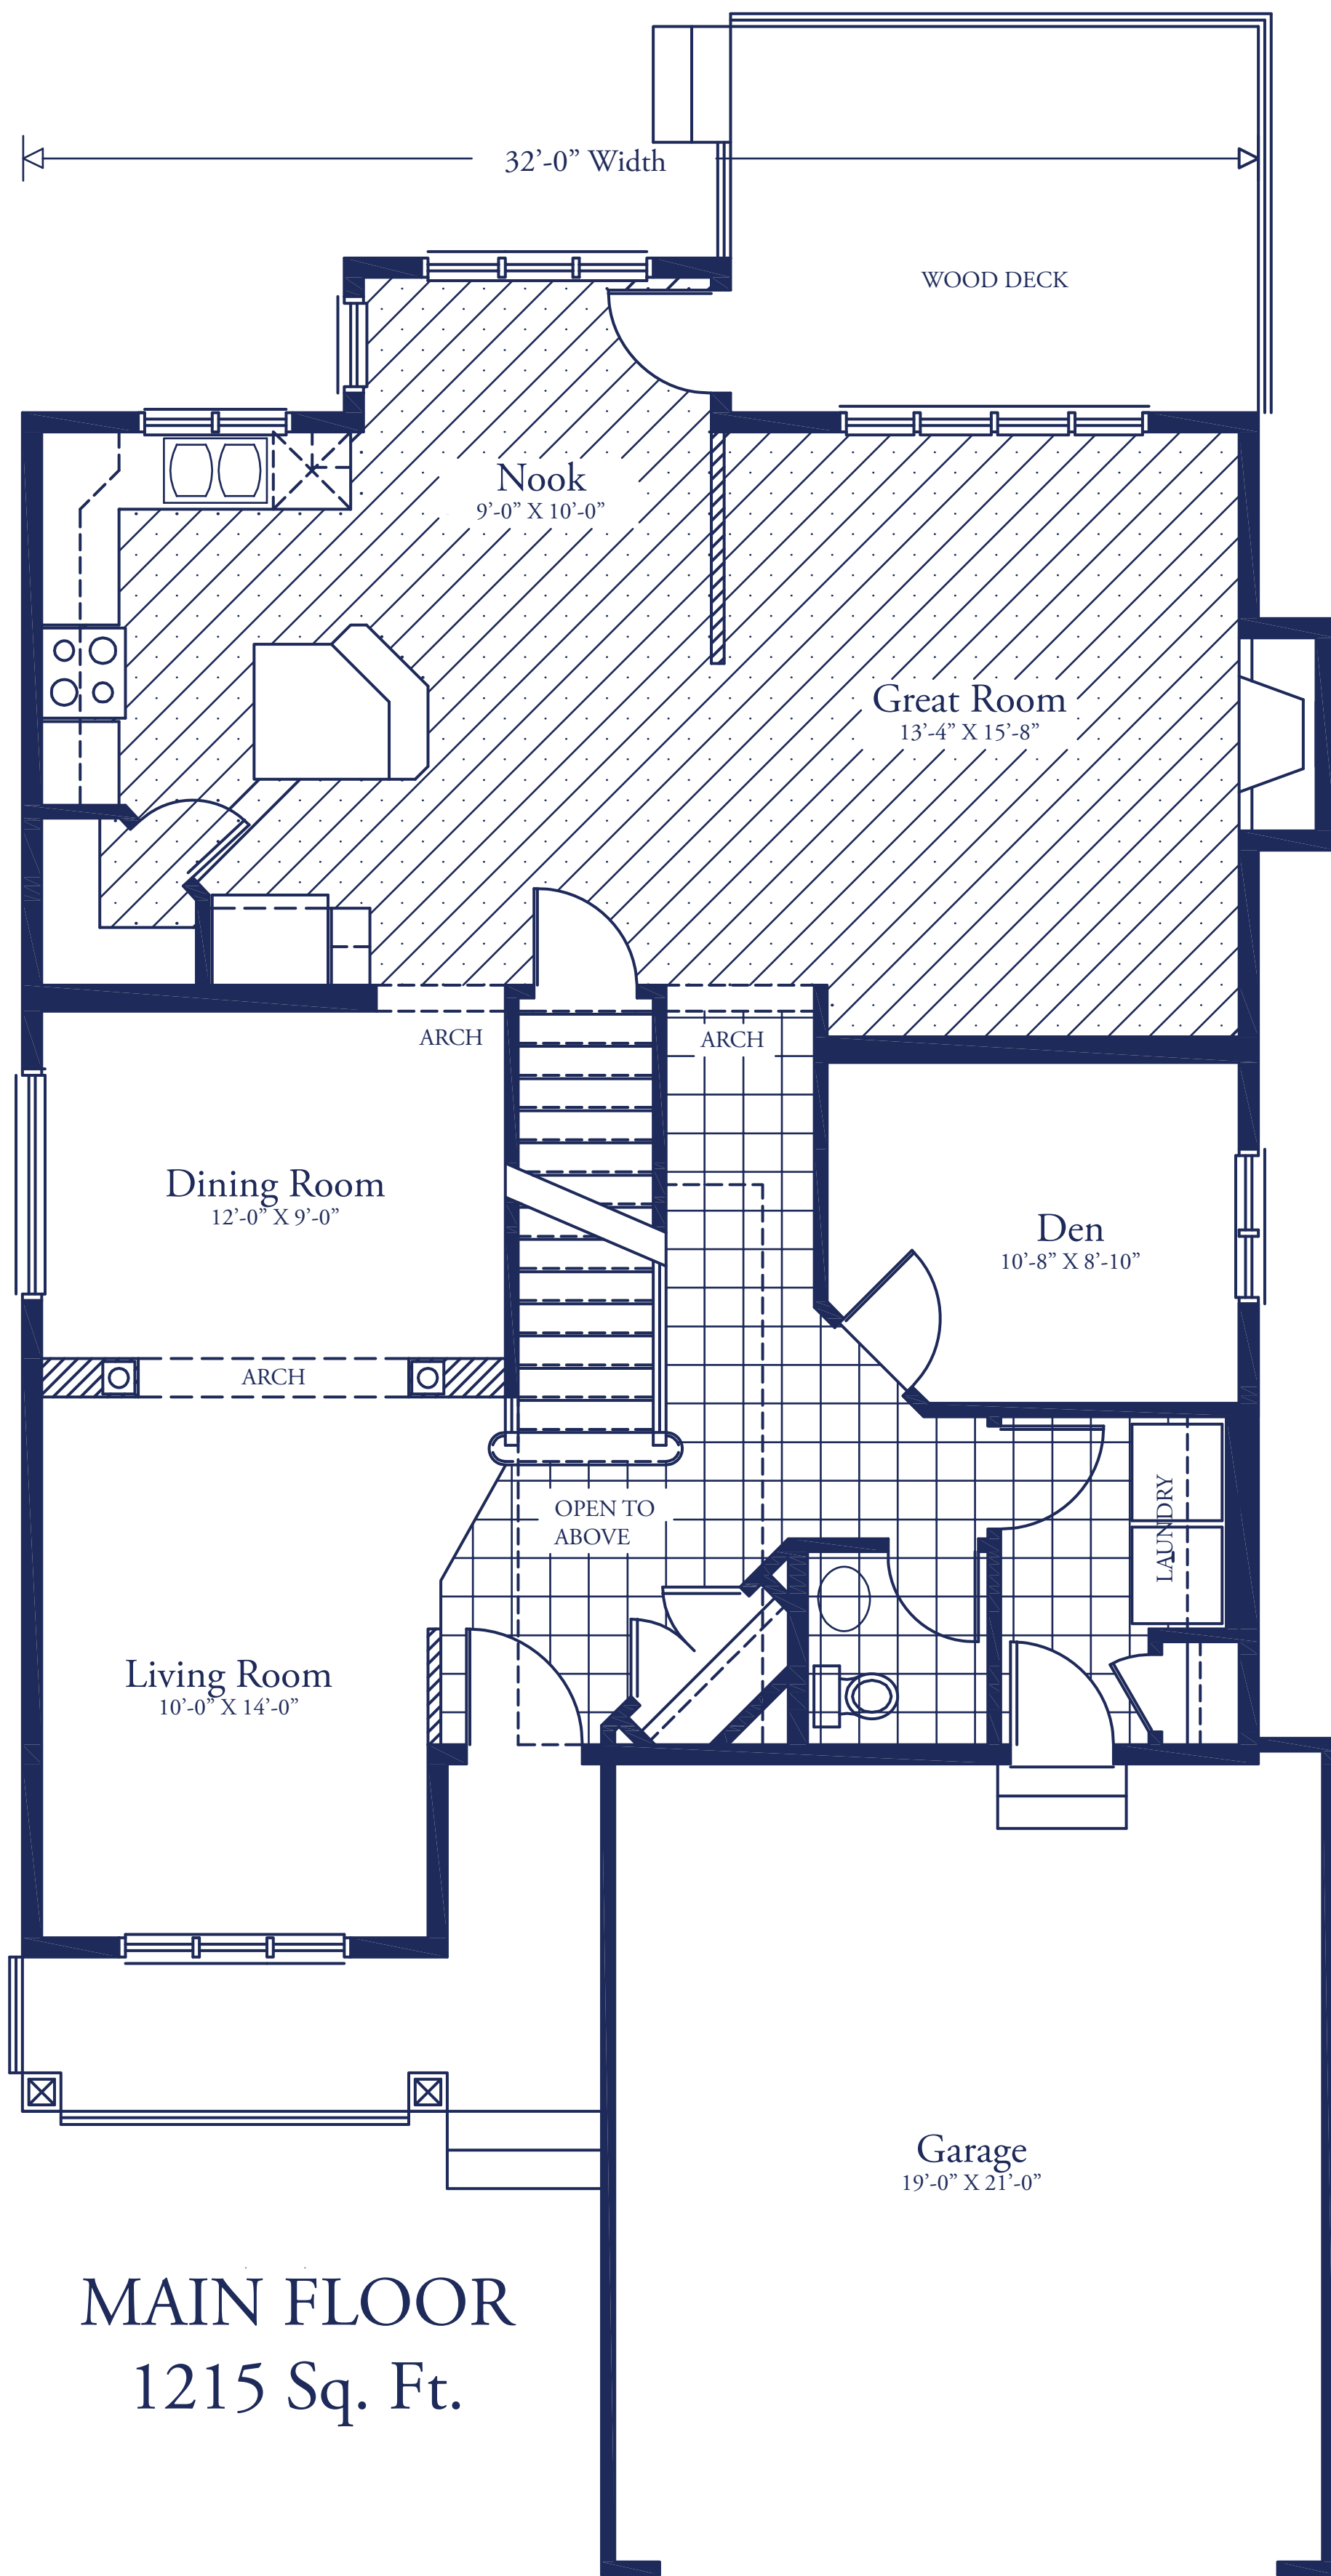 32’-0” Width
WOOD DECK
Nook
9’-0” X 10’-0”
Great Room
13’-4” X 15’-8”
ARCH
ARCH
Dining Room
12’-0” X 9’-0”
Den
10’-8” X 8’-10”
ARCH
OPEN TO
ABOVE
LAUNDRY
Living Room
10’-0” X 14’-0”
Garage
19’-0” X 21’-0”
MAIN FLOOR
1215 Sq. Ft.